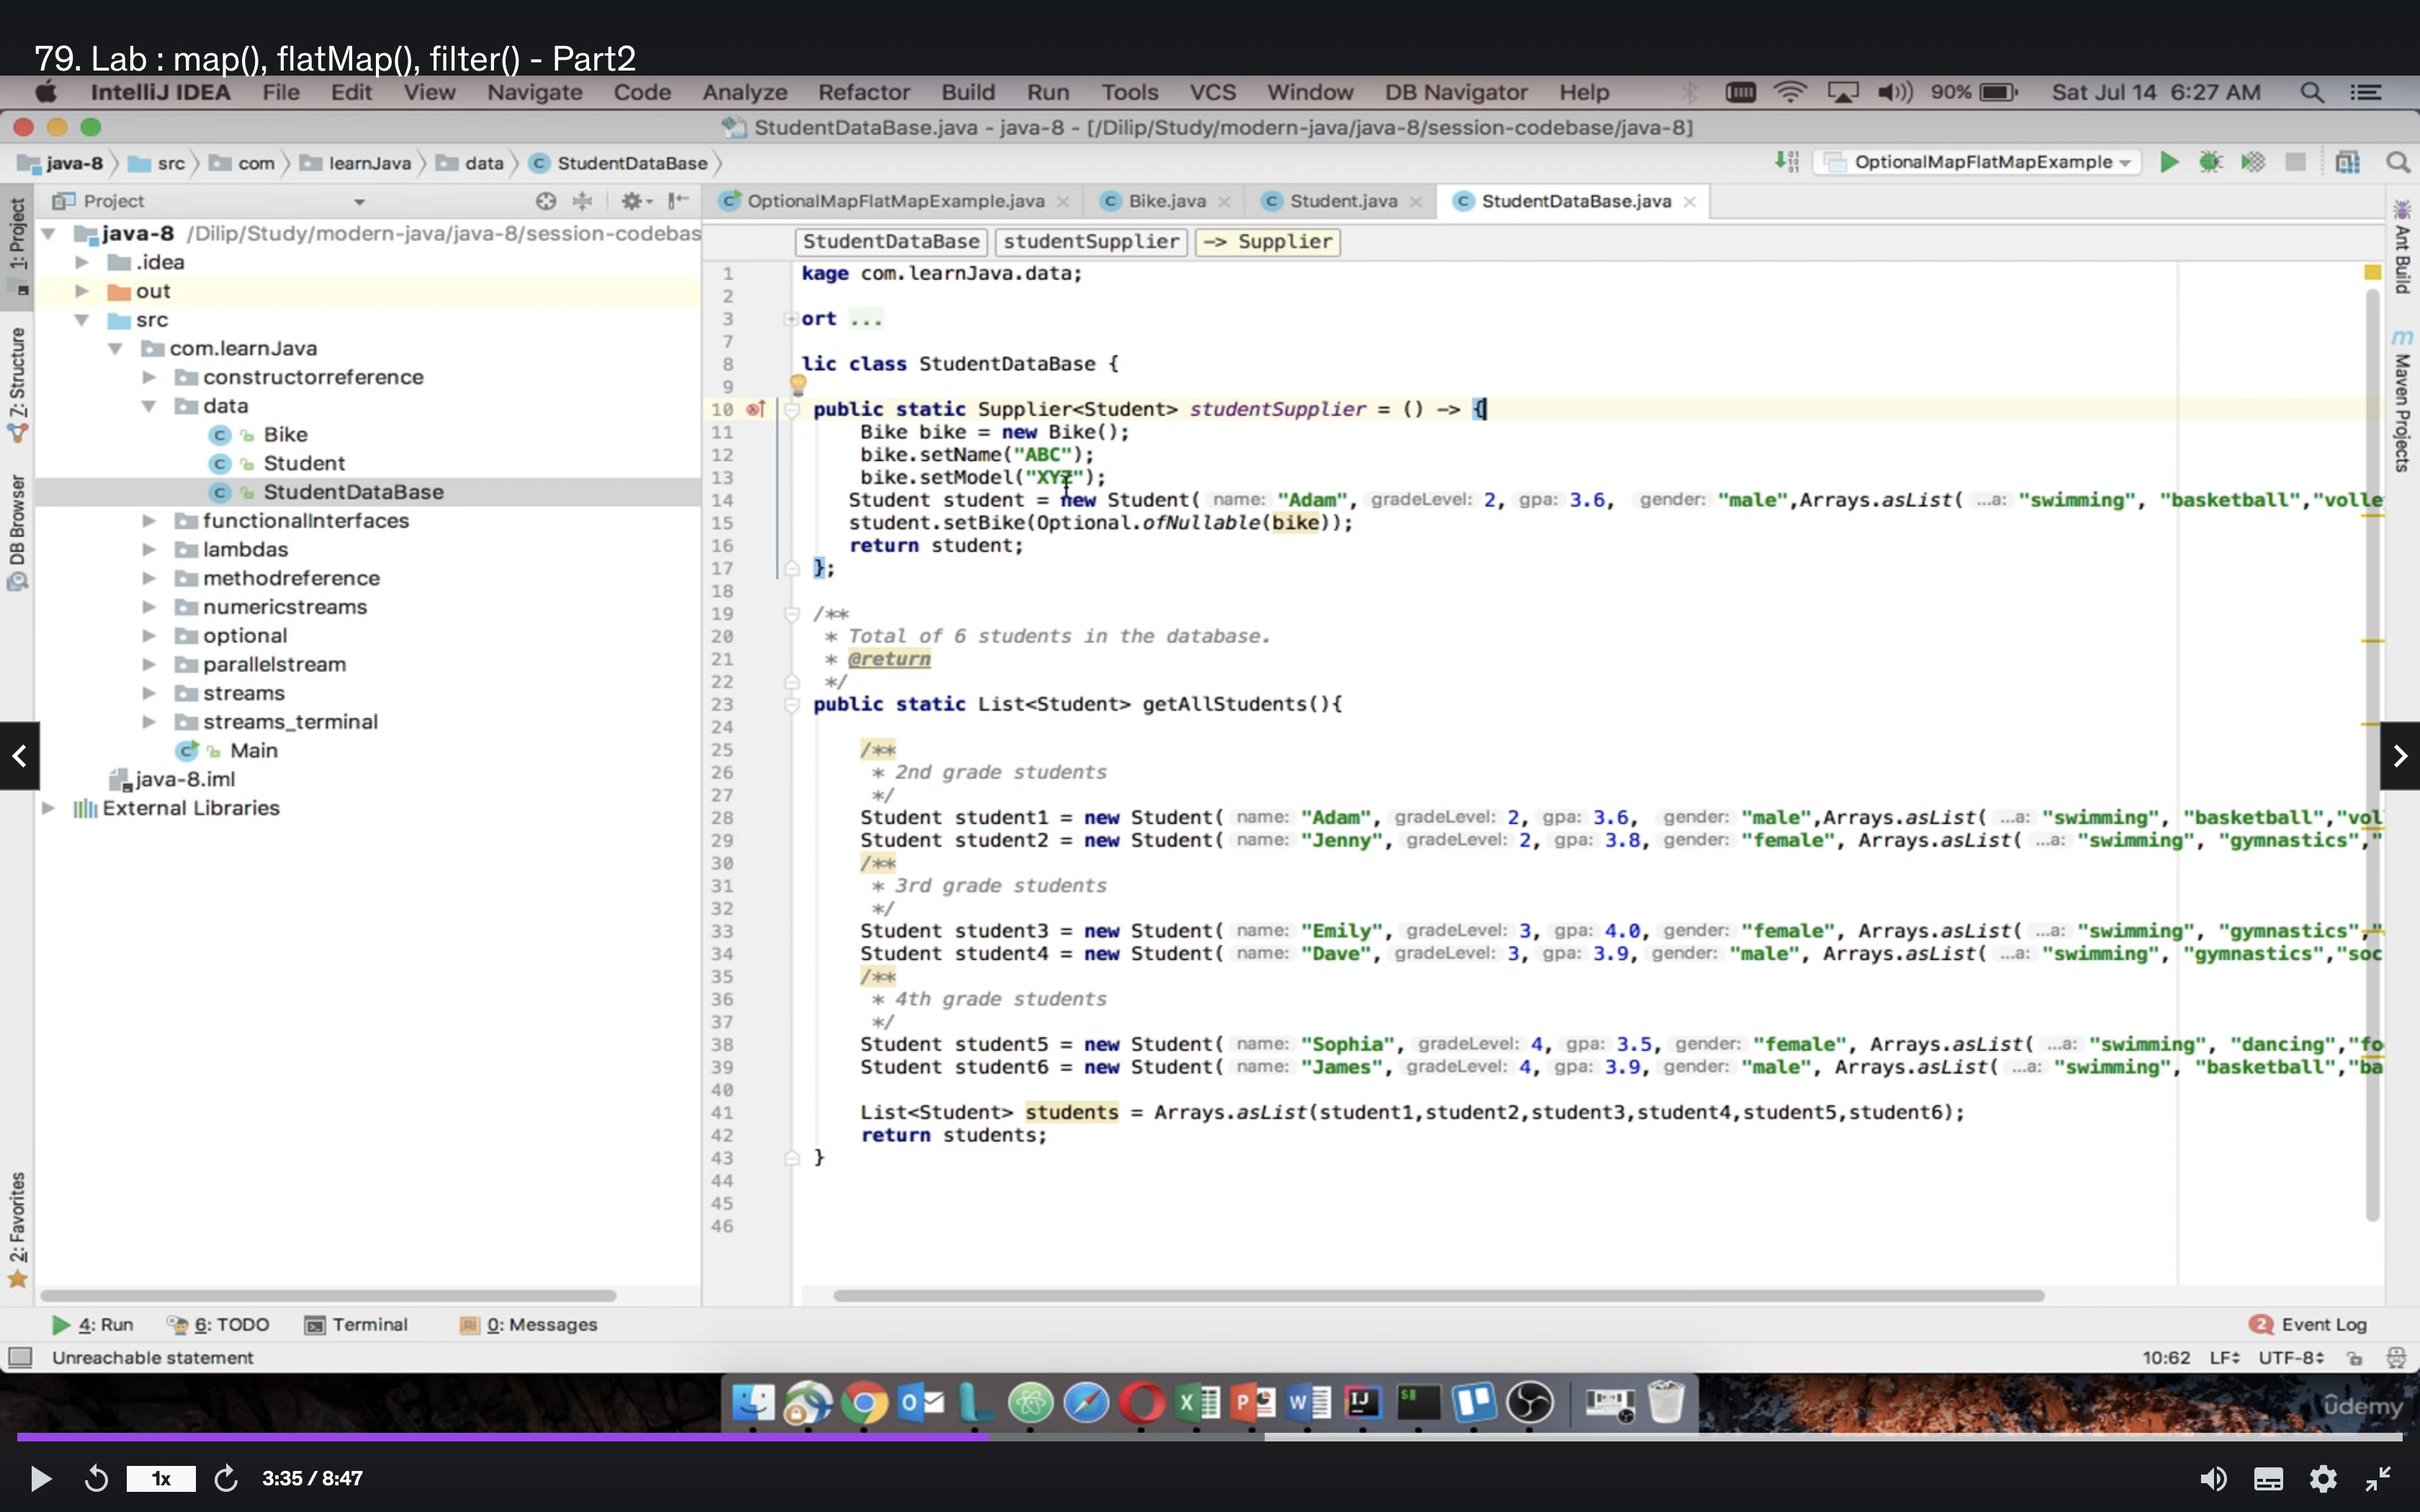 79. Lab : map(), flatMap(), filter() - Part2
IntelliJ IDEA File Edit View Navigate Code Analyze Refactor Build Run Tools VCS Window DB Navigator Help 90% Sat Jul 14 6:27 AM
StudentDataBase.java - java-8 - [/Dilip/Study/modern-java/java-8/session-codebase/java-8]
java-8 src com learnJava data StudentDataBase OptionalMapFlatMapExample
Project OptionalMapFlatMapExample.java Bike.java Student.java StudentDataBase.java
StudentDataBase studentSupplier -> Supplier
1: Project
Z: Structure
DB Browser
2: Favorites
java-8 /Dilip/Study/modern-java/java-8/session-codebas
.idea
out
src
com.learnJava
constructorreference
data
Bike
Student
StudentDataBase
functionalInterfaces
lambdas
methodreference
numericstreams
optional
parallelstream
streams
streams_terminal
Main
java-8.iml
External Libraries
1 kage com.learnJava.data;
2
3 ort ...
7
8 lic class StudentDataBase {
9
10 public static Supplier<Student> studentSupplier = () -> {
11 Bike bike = new Bike();
12 bike.setName("ABC");
13 bike.setModel("XYZ");
14 Student student = new Student( name: "Adam", gradeLevel: 2, gpa: 3.6, gender: "male",Arrays.asList( ...a: "swimming", "basketball","volle
15 student.setBike(Optional.ofNullable(bike));
16 return student;
17 };
18
19 /**
20 * Total of 6 students in the database.
21 * @return
22 */
23 public static List<Student> getAllStudents(){
24
25 /**
26 * 2nd grade students
27 */
28 Student student1 = new Student( name: "Adam", gradeLevel: 2, gpa: 3.6, gender: "male",Arrays.asList( ...a: "swimming", "basketball","vol
29 Student student2 = new Student( name: "Jenny", gradeLevel: 2, gpa: 3.8, gender: "female", Arrays.asList( ...a: "swimming", "gymnastics","
30 /**
31 * 3rd grade students
32 */
33 Student student3 = new Student( name: "Emily", gradeLevel: 3, gpa: 4.0, gender: "female", Arrays.asList( ...a: "swimming", "gymnastics","
34 Student student4 = new Student( name: "Dave", gradeLevel: 3, gpa: 3.9, gender: "male", Arrays.asList( ...a: "swimming", "gymnastics","soc
35 /**
36 * 4th grade students
37 */
38 Student student5 = new Student( name: "Sophia", gradeLevel: 4, gpa: 3.5, gender: "female", Arrays.asList( ...a: "swimming", "dancing","fo
39 Student student6 = new Student( name: "James", gradeLevel: 4, gpa: 3.9, gender: "male", Arrays.asList( ...a: "swimming", "basketball","ba
40
41 List<Student> students = Arrays.asList(student1,student2,student3,student4,student5,student6);
42 return students;
43 }
44
45
46
Ant Build
m Maven Projects
4: Run 6: TODO Terminal 0: Messages 2 Event Log
Unreachable statement 10:62 LF UTF-8
ûdemy
1x 3:35 / 8:47